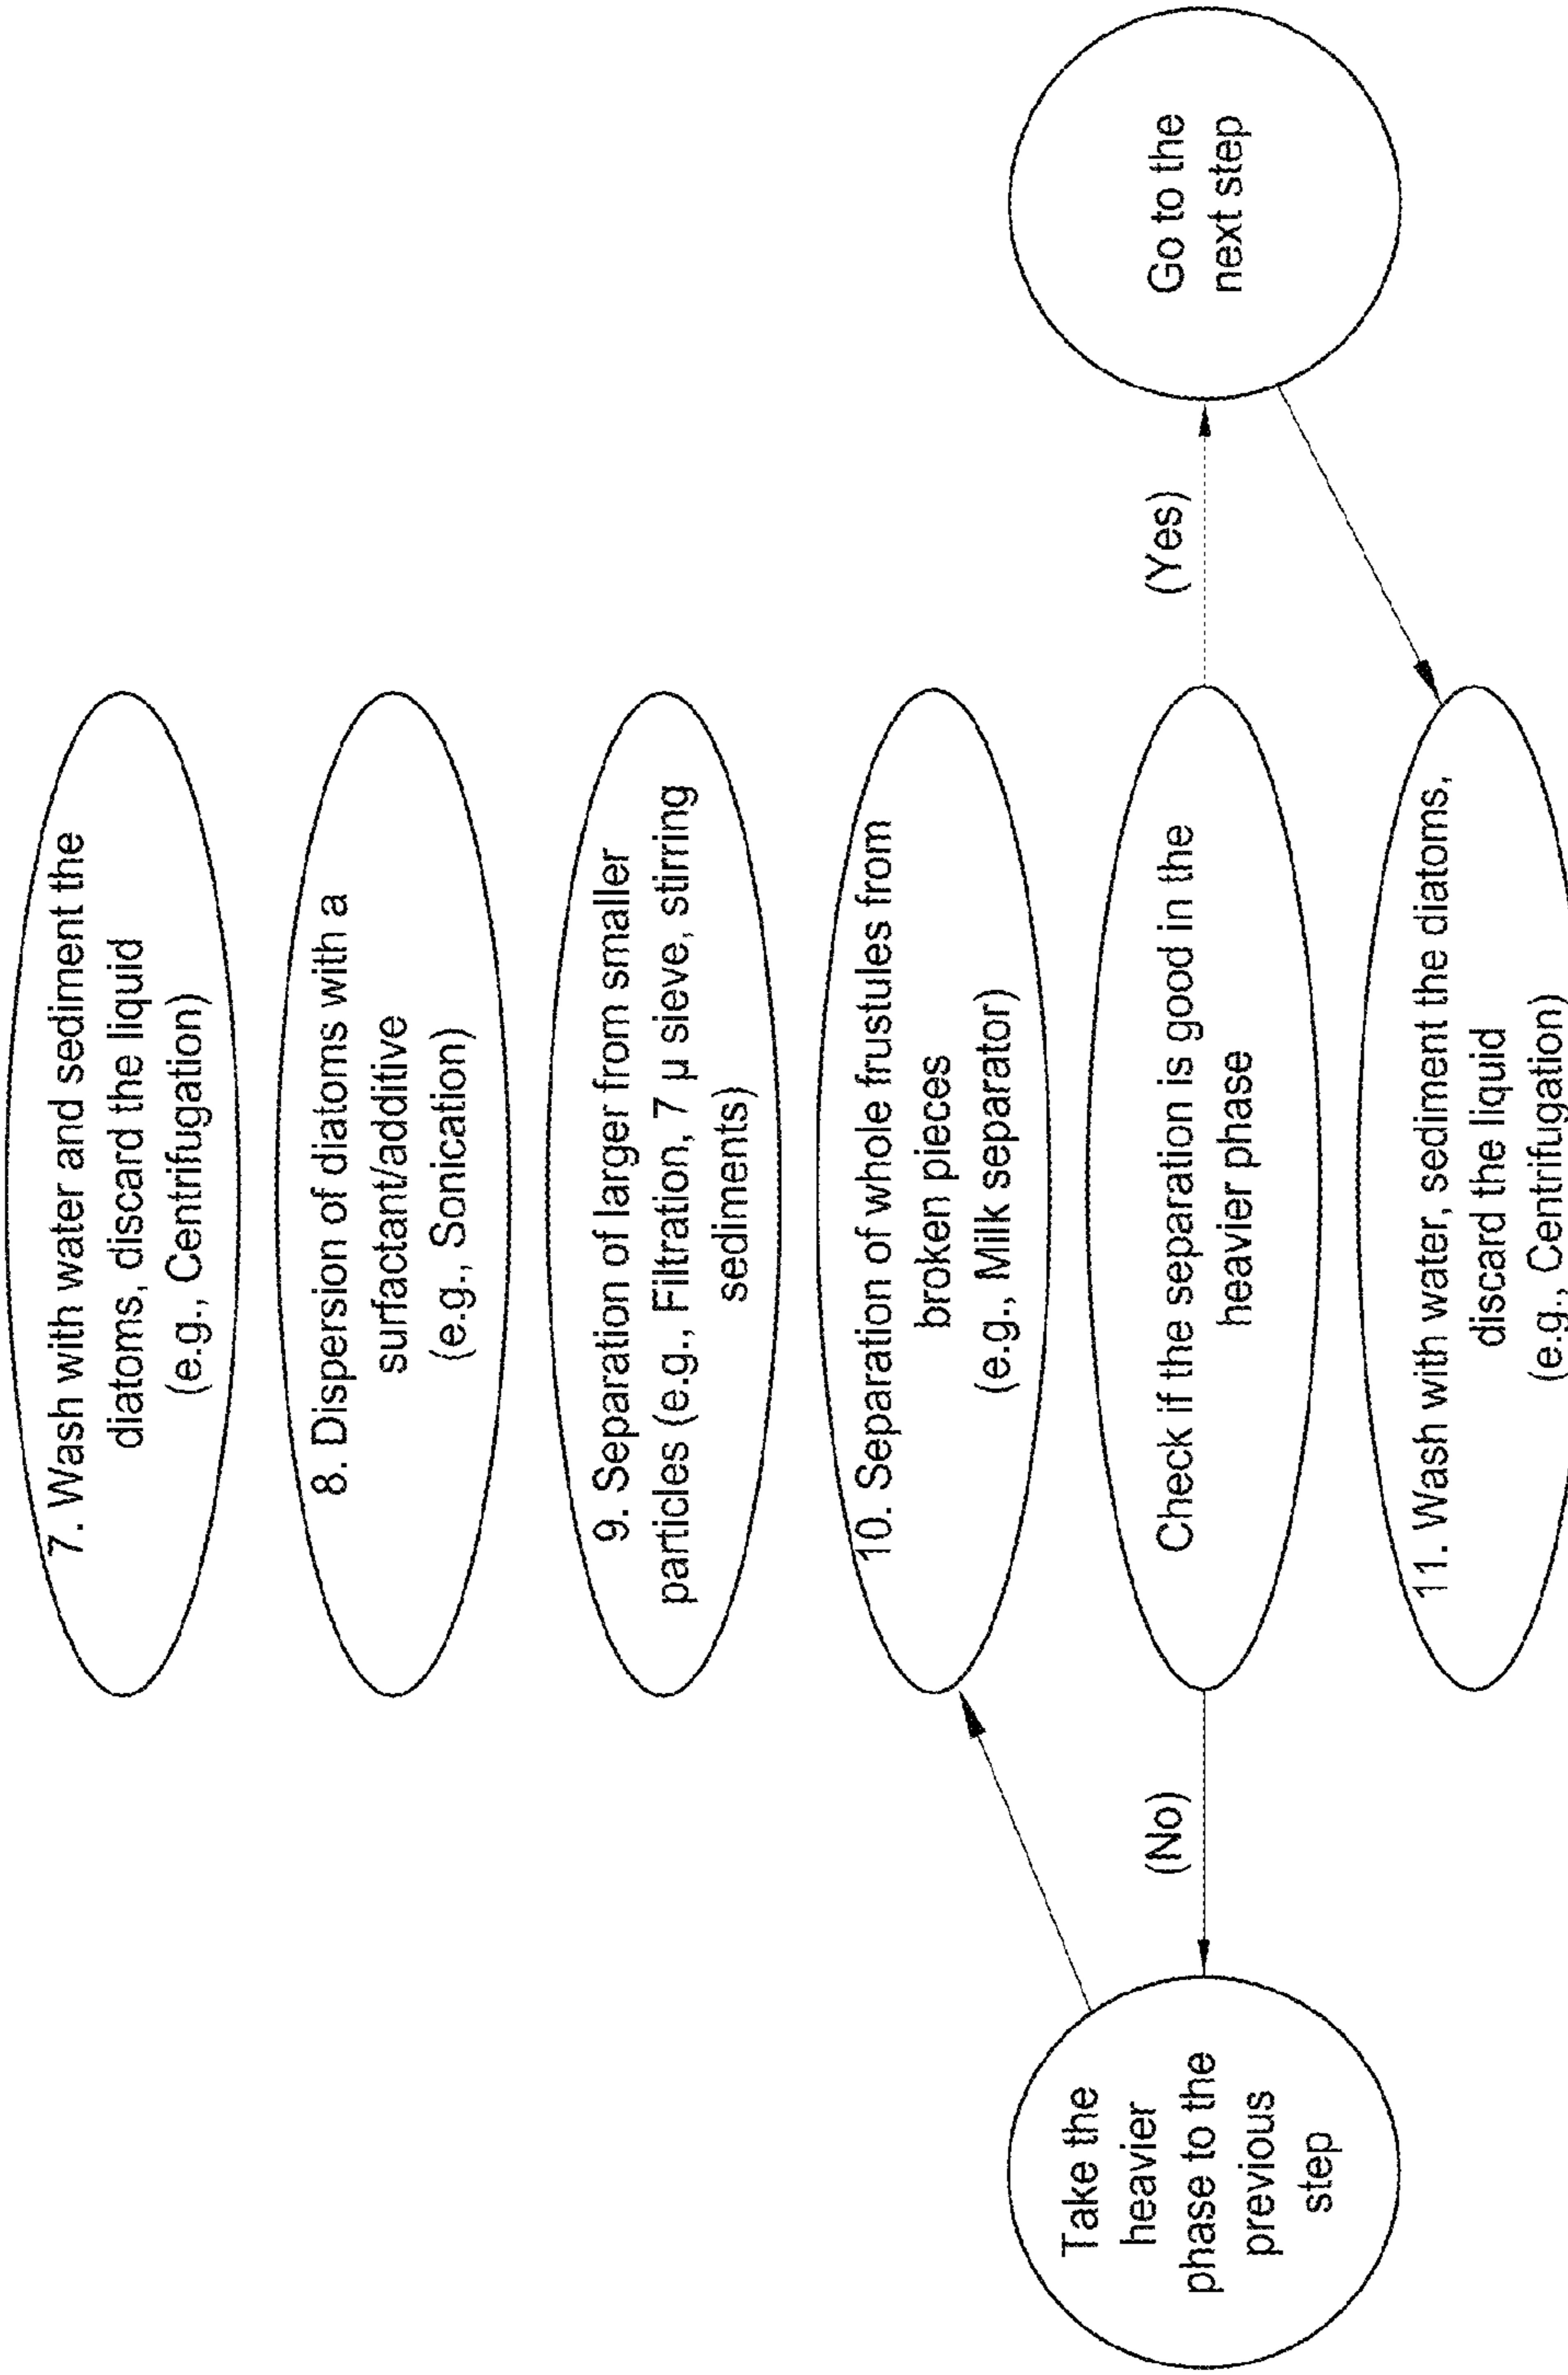 7. Wash with water and sediment the
diatoms, discard the liquid
(e.g., Centrifugation)
8. Dispersion of diatoms with a
surfactant/additive
(e.g., Sonication)
9. Separation of larger from smaller
particles (e.g., Filtration, 7 μ sieve, stirring
sediments)
10. Separation of whole frustules from
broken pieces
(e.g., Milk separator)
Take the
heavier
phase to the
previous
step
(No)
Check if the separation is good in the
heavier phase
(Yes)
Go to the
next step
11. Wash with water, sediment the diatoms,
discard the liquid
(e.g., Centrifugation)